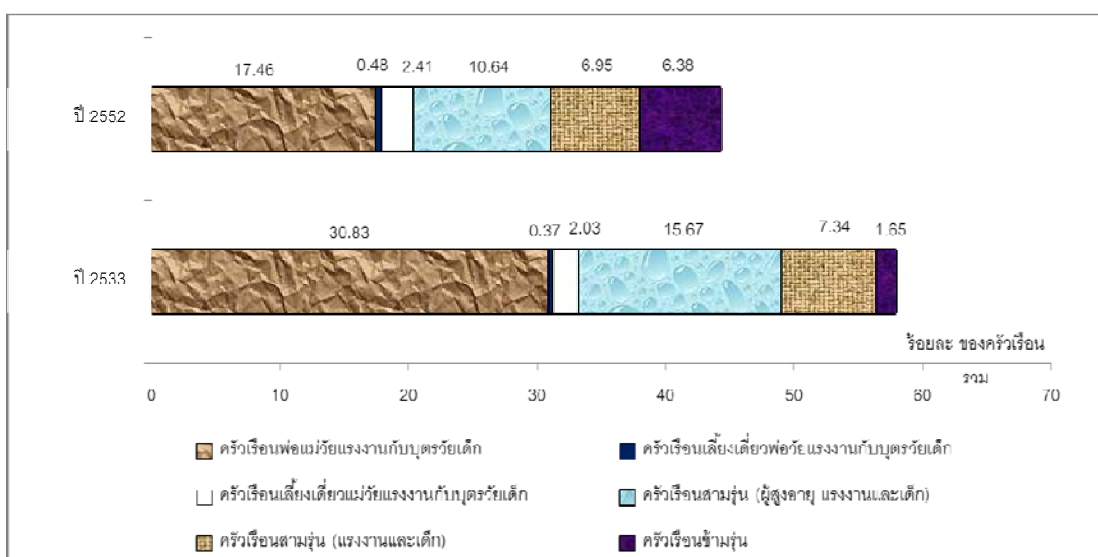 17.46 0.48 2.41 10.64 6.95 6.38
ปี 2552
30.83 0.37 2.03 15.67 7.34 1.65
ปี 2533
ร้อยละ ของครัวเรือน
รวม
0 10 20 30 40 50 60 70
ครัวเรือนพ่อแม่วัยแรงงานกับบุตรวัยเด็ก ครัวเรือนเลี้ยงเดี่ยวพ่อวัยแรงงานกับบุตรวัยเด็ก
ครัวเรือนเลี้ยงเดี่ยวแม่วัยแรงงานกับบุตรวัยเด็ก ครัวเรือนสามรุ่น (ผู้สูงอายุ แรงงานและเด็ก)
ครัวเรือนสามรุ่น (แรงงานและเด็ก) ครัวเรือนข้ามรุ่น